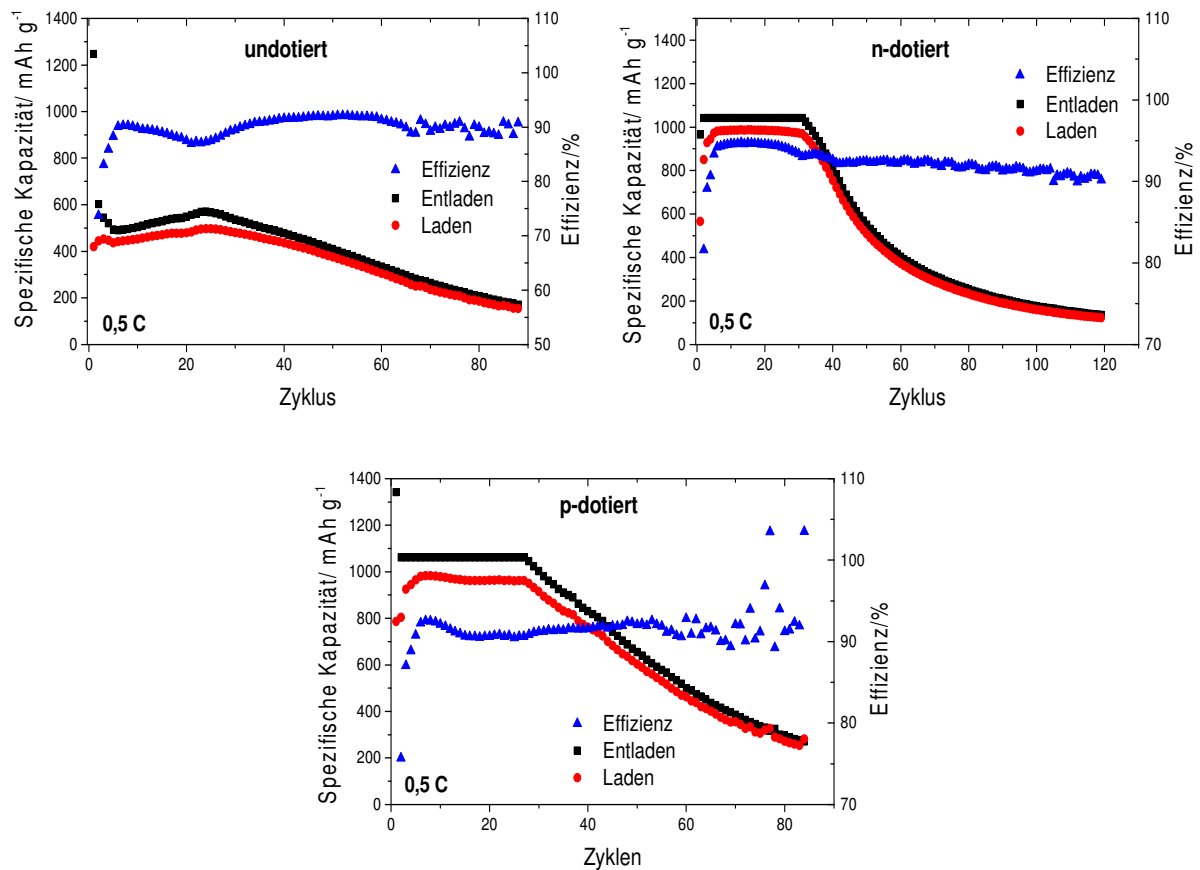 undotiert
Spezifische Kapazität/ mAh g-1
1400
1200
1000
800
600
400
200
0
110
100
90
80
70
60
50
Effizienz/%
Effizienz
Entladen
Laden
0,5 C
0 20 40 60 80
Zyklus
n-dotiert
Spezifische Kapazität/ mAh g-1
1400
1200
1000
800
600
400
200
0
110
100
90
80
70
Effizienz/%
Effizienz
Entladen
Laden
0,5 C
0 20 40 60 80 100 120
Zyklus
p-dotiert
Spezifische Kapazität/ mAh g-1
1400
1200
1000
800
600
400
200
0
110
100
90
80
70
Effizienz/%
Effizienz
Entladen
Laden
0,5 C
0 20 40 60 80
Zyklen